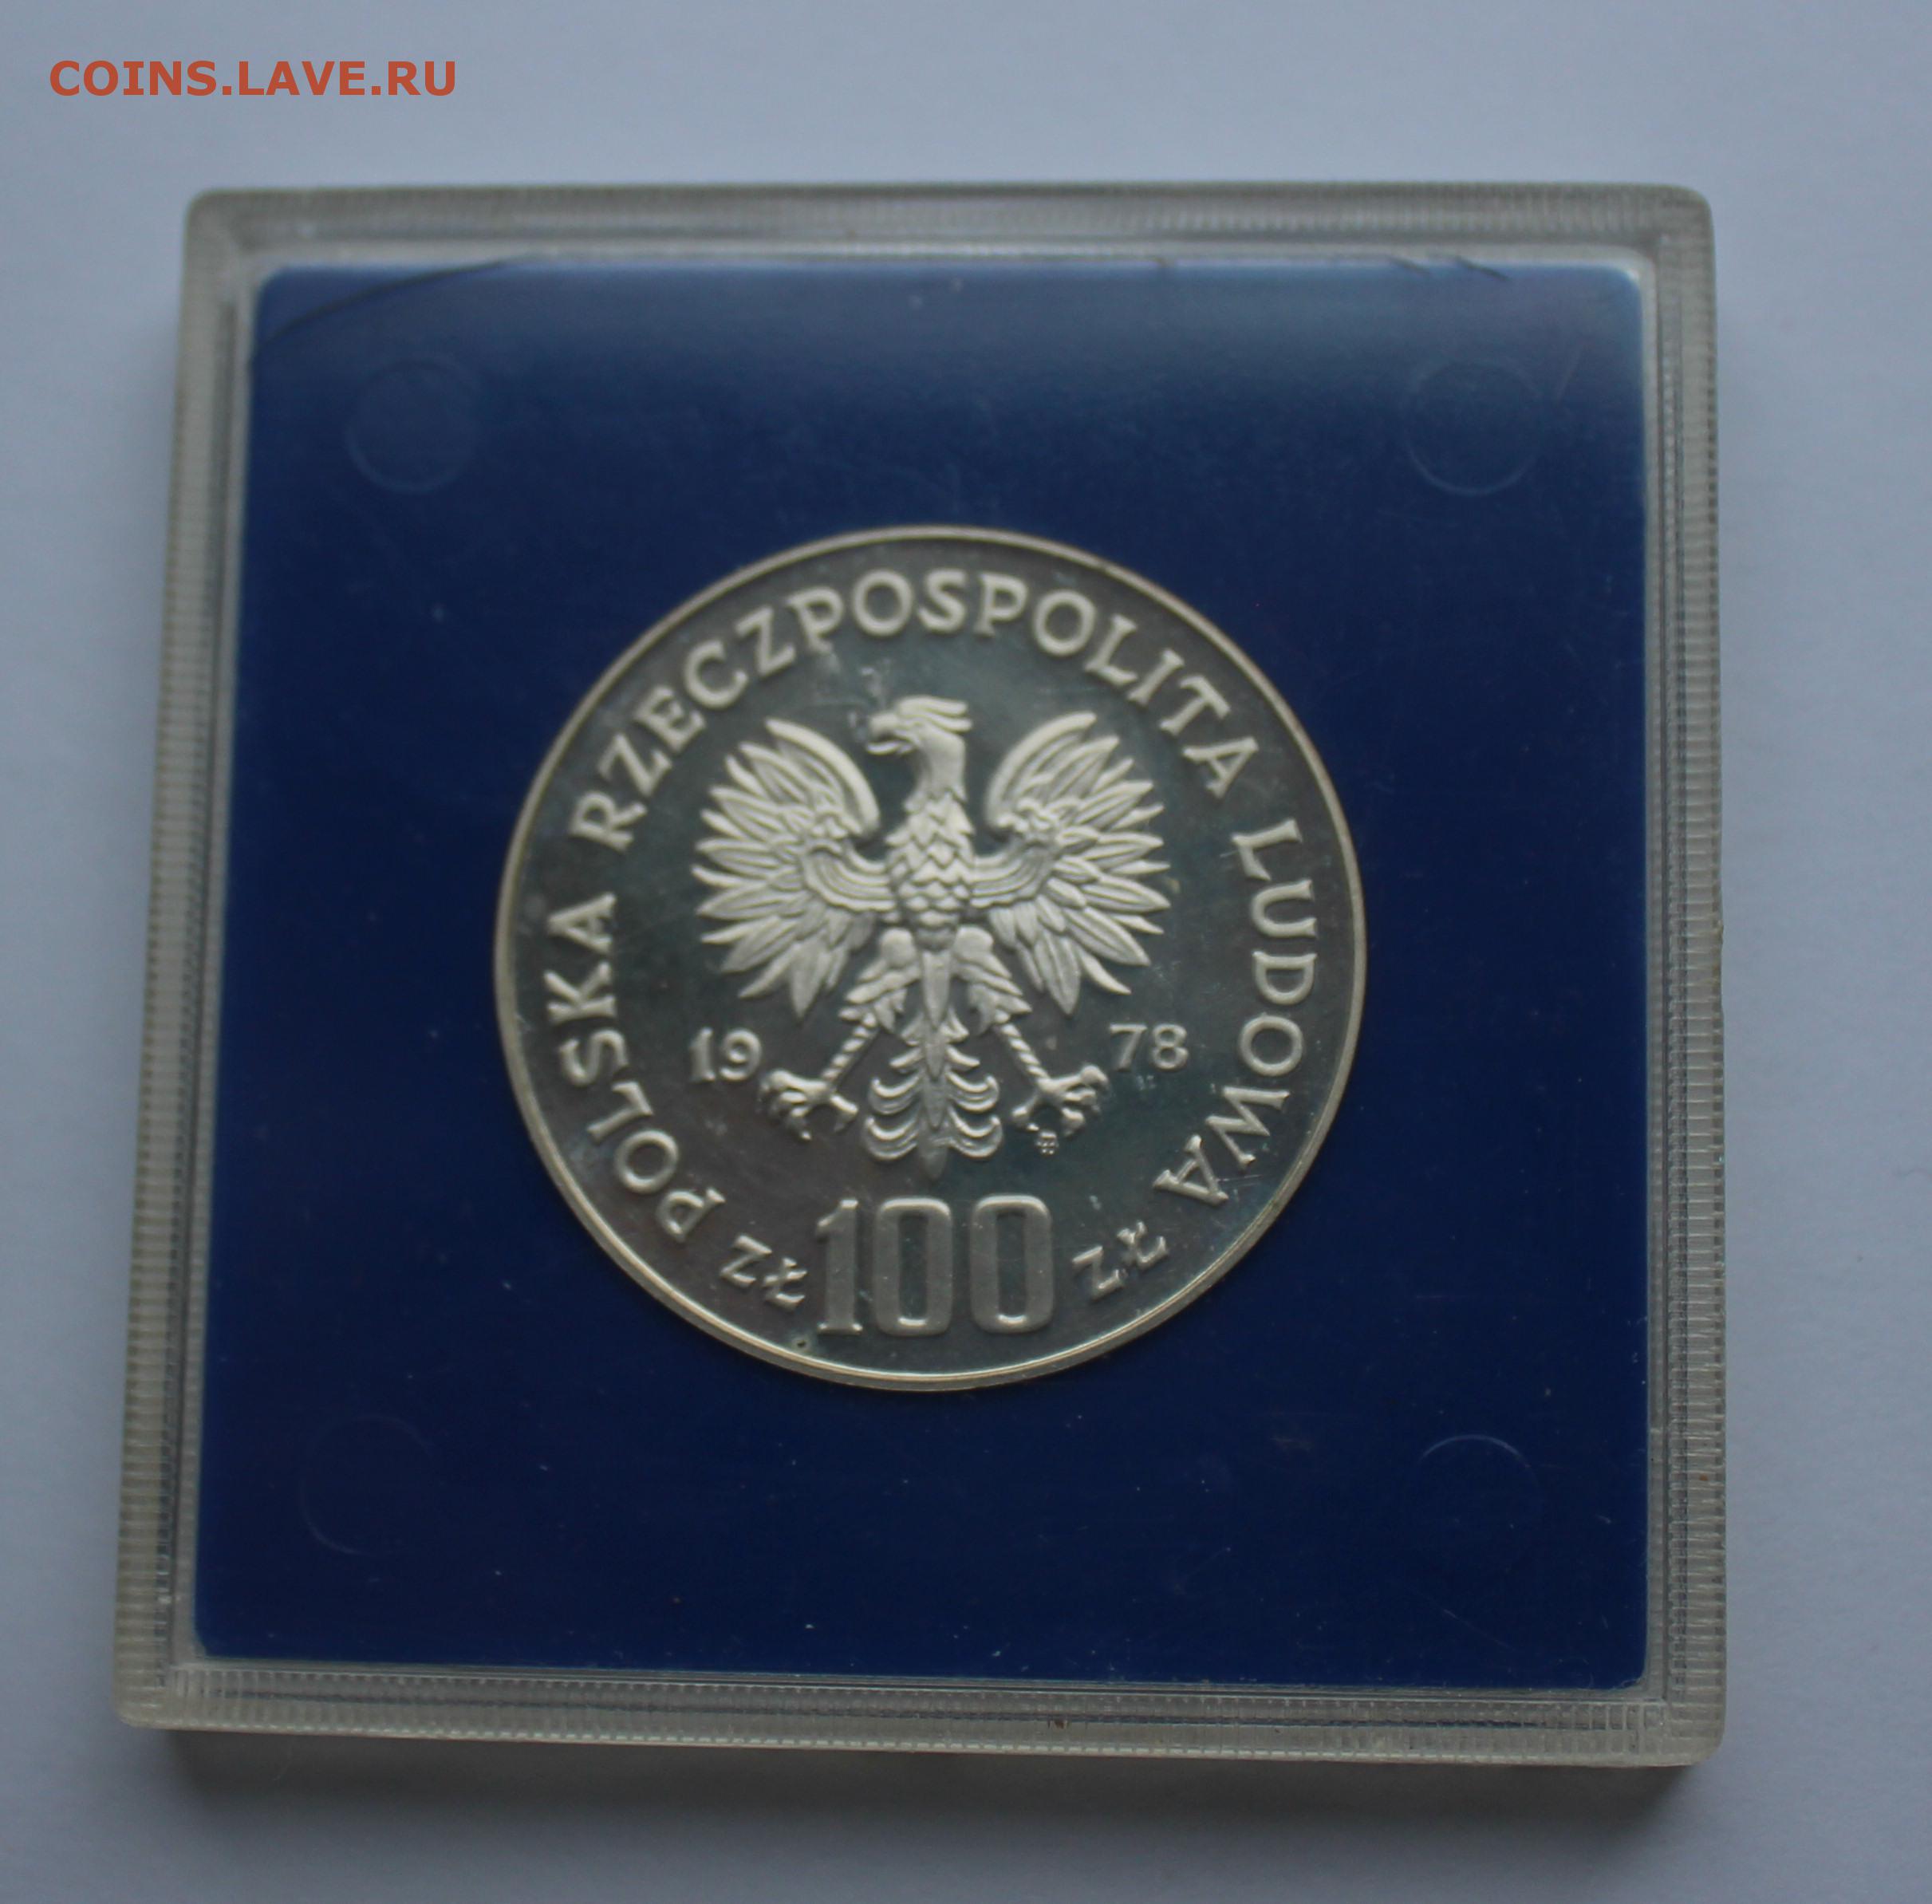 COINS.LAVE.RU
POLSKA RZECZPOSPOLITA LUDOWA
19 78
ZŁ 100 ZŁ